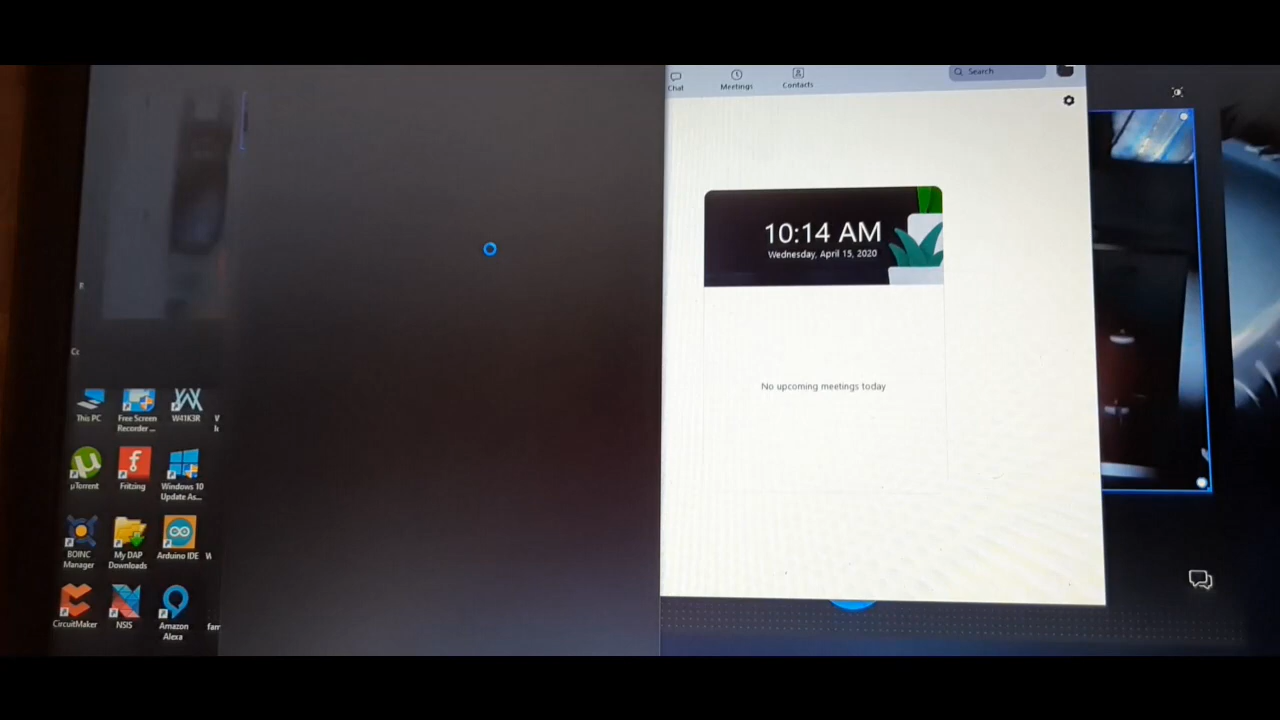 Chat
Meetings
Contacts
Search
10:14 AM
Wednesday, April 15, 2020
No upcoming meetings today
This PC
Free Screen
Recorder ...
W41K3R
µTorrent
Fritzing
Windows 10
Update As...
BOINC
Manager
My DAP
Downloads
Arduino IDE
CircuitMaker
NSIS
Amazon
Alexa